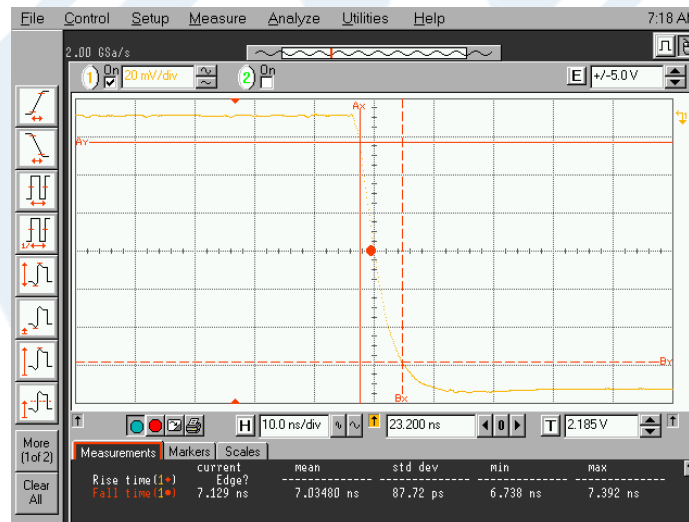 File Control Setup Measure Analyze Utilities Help 7:18 AM
2.00 GSa/s
1 On 20 mV/div 2 On E +/-5.0 V
Ax
Ay
By
Bx
More
(1of 2)
Clear
All
H 10.0 ns/div 23.200 ns 0 T 2.185 V
Measurements Markers Scales
current mean std dev min max
Rise time(1+) Edge?
Fall time(1•) 7.129 ns 7.03480 ns 87.72 ps 6.738 ns 7.392 ns